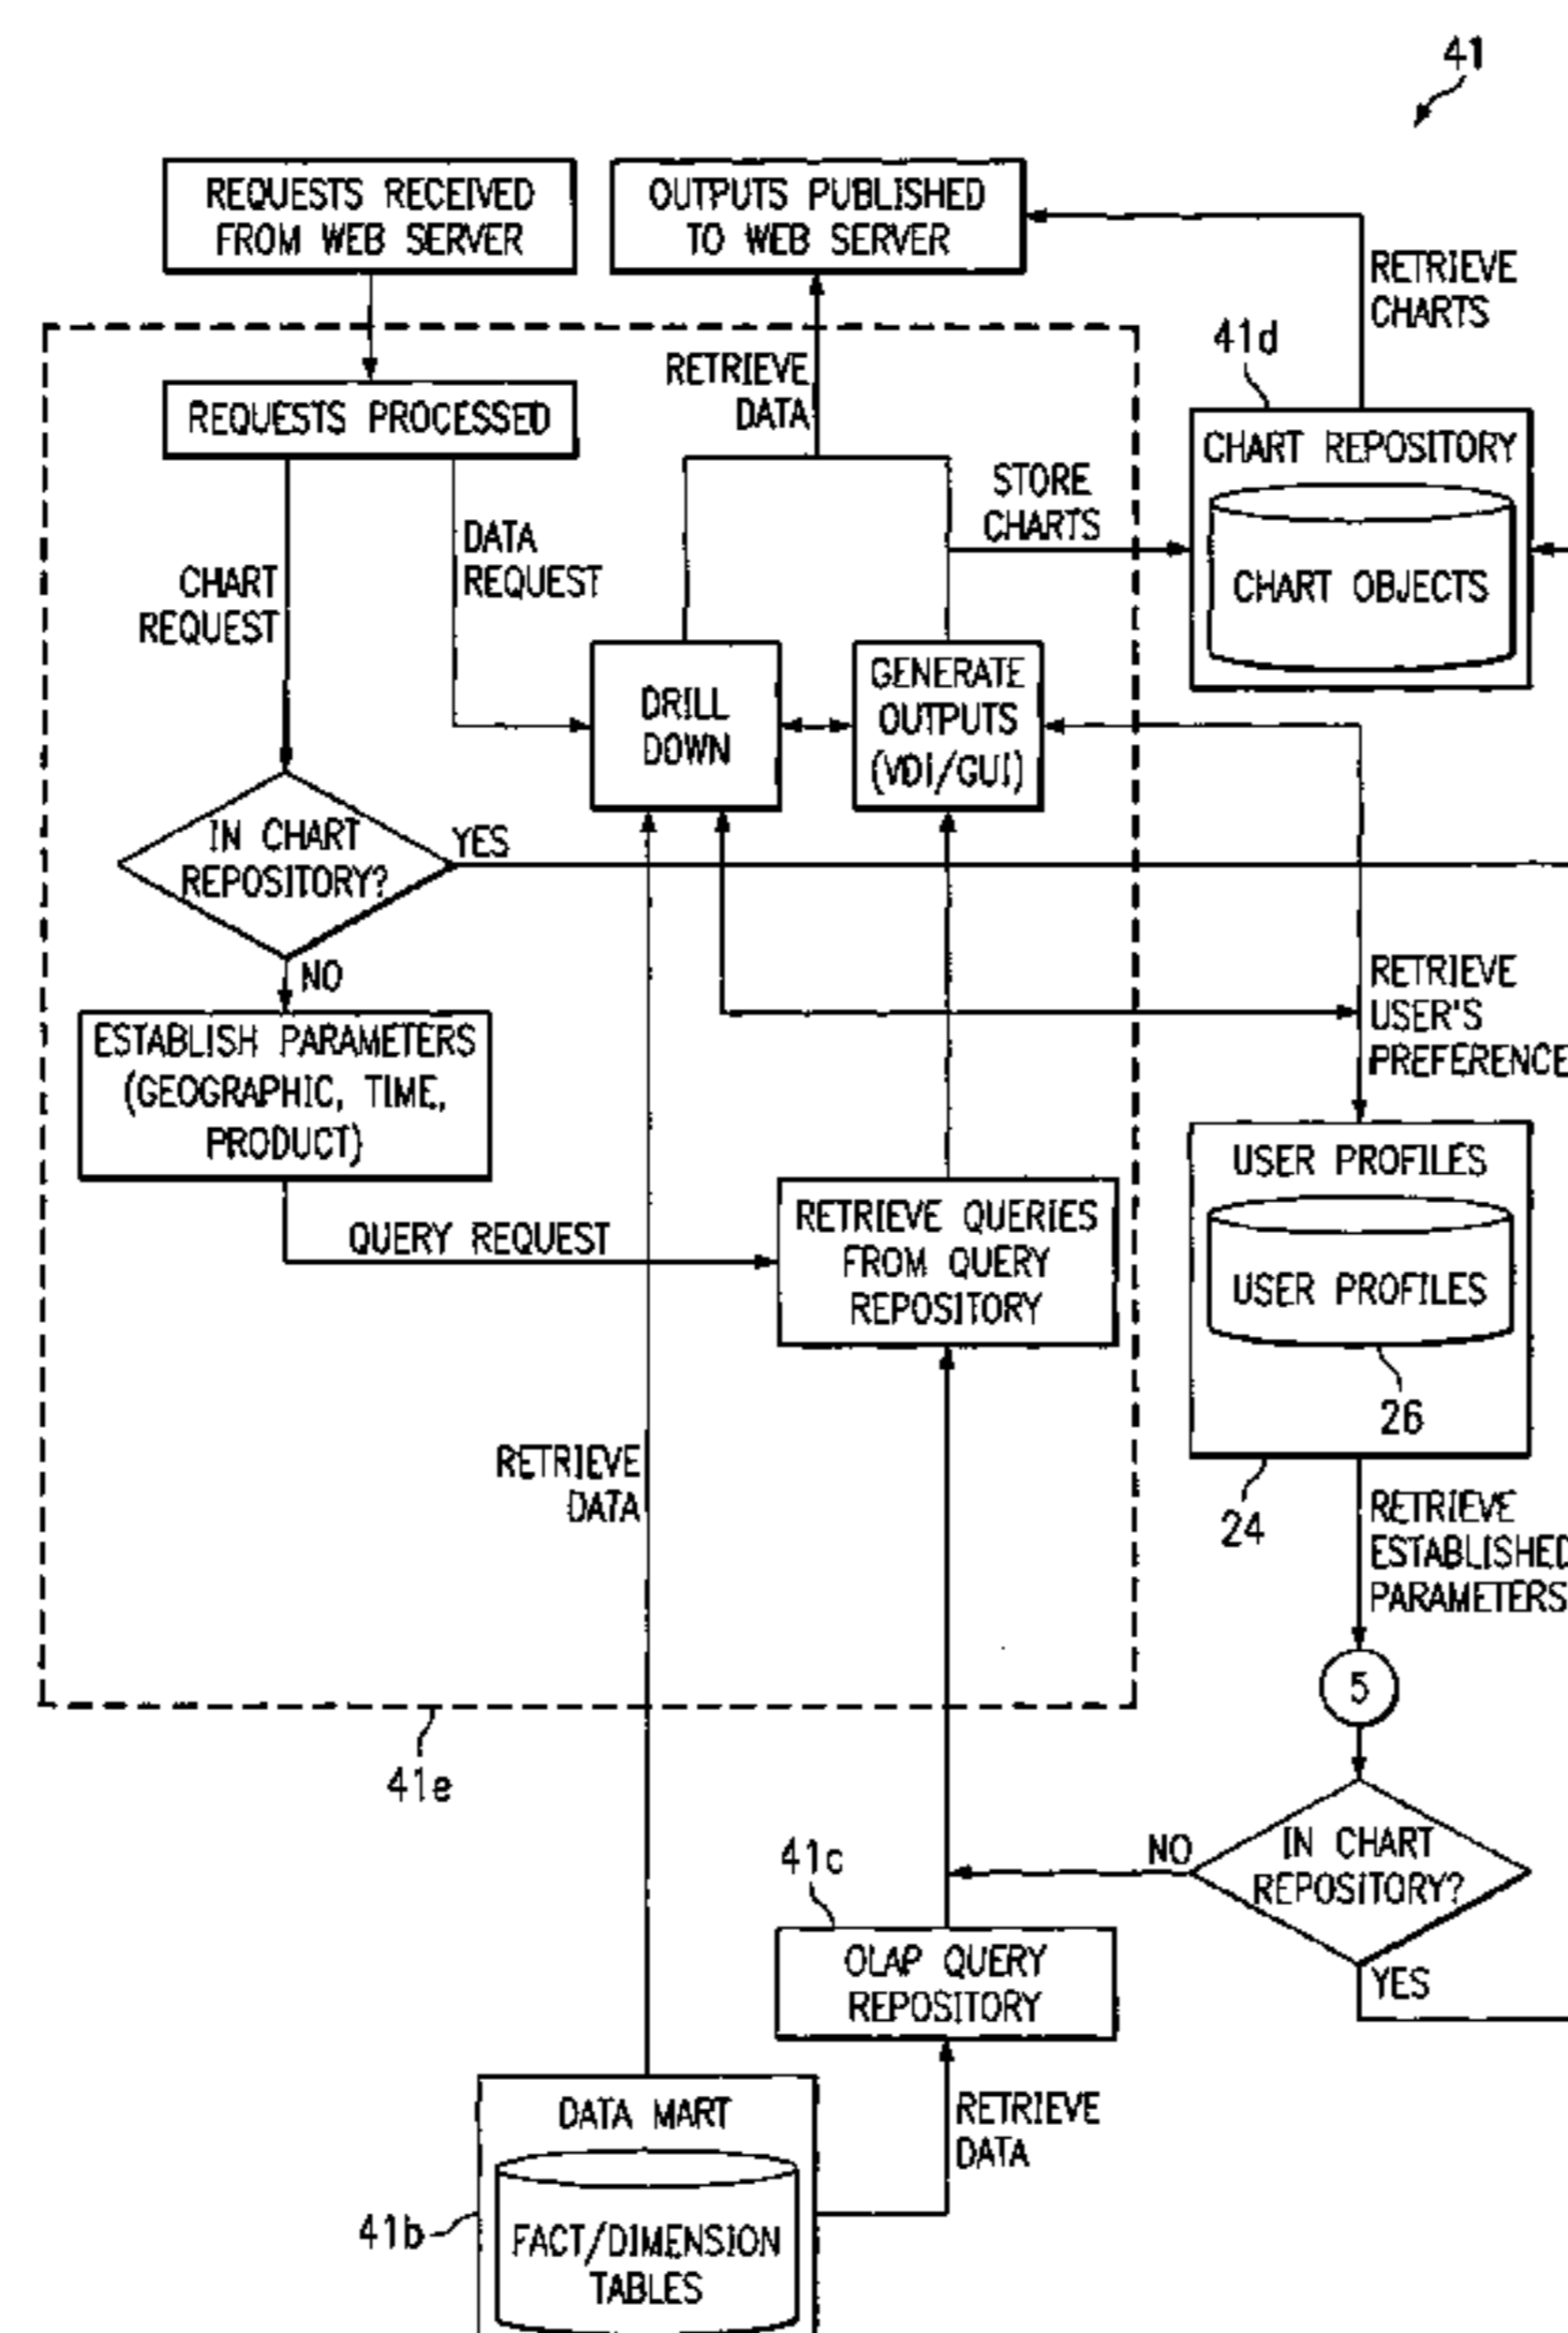 41
REQUESTS RECEIVED
FROM WEB SERVER
OUTPUTS PUBLISHED
TO WEB SERVER
RETRIEVE
CHARTS
41d
RETRIEVE
DATA
REQUESTS PROCESSED
CHART REPOSITORY
STORE
CHARTS
DATA
REQUEST
CHART
REQUEST
CHART OBJECTS
DRILL
DOWN
GENERATE
OUTPUTS
(VDI/GUI)
IN CHART
REPOSITORY?
YES
NO
RETRIEVE
USER'S
PREFERENCE
ESTABLISH PARAMETERS
(GEOGRAPHIC, TIME,
PRODUCT)
USER PROFILES
RETRIEVE QUERIES
FROM QUERY
REPOSITORY
QUERY REQUEST
USER PROFILES
26
RETRIEVE
DATA
24
RETRIEVE
ESTABLISHED
PARAMETERS
5
41e
41c
NO
IN CHART
REPOSITORY?
YES
OLAP QUERY
REPOSITORY
DATA MART
RETRIEVE
DATA
41b
FACT/DIMENSION
TABLES